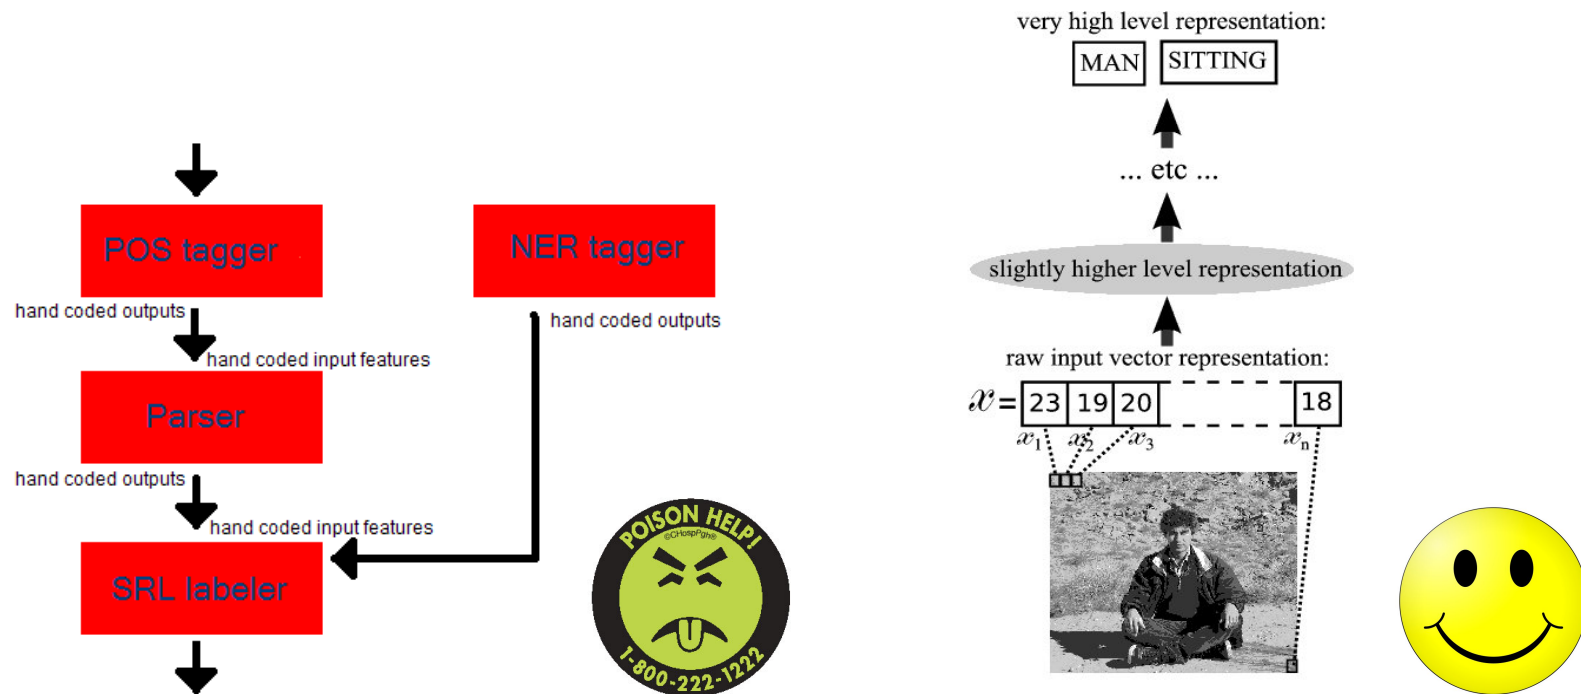 POS tagger
hand coded outputs
hand coded input features
Parser
hand coded outputs
hand coded input features
SRL labeler
NER tagger
hand coded outputs
POISON HELP!
©CHospPgh®
1-800-222-1222
very high level representation:
MAN SITTING
... etc ...
slightly higher level representation
raw input vector representation:
x = 23 19 20 18
x1 x2 x3 xn